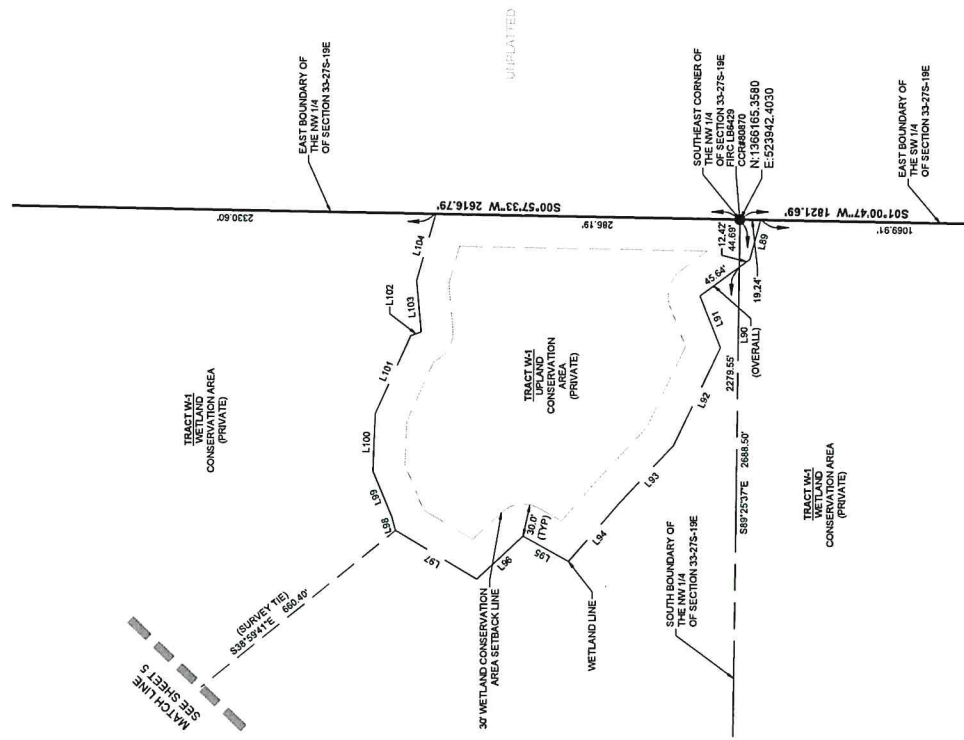 UNPLATTED
EAST BOUNDARY OF
THE NW 1/4
OF SECTION 33-27S-19E
2330.60'
S00°57'33" W 2616.79'
286.19'
SOUTHEAST CORNER OF
THE NW 1/4
OF SECTION 33-27S-19E
FIRC LB6429
CCR#80870
N:1366165.3580
E:523942.4030
EAST BOUNDARY OF
THE SW 1/4
OF SECTION 33-27S-19E
S01°00'47"W 1821.69'
1069.91'
12.42'
44.69'
L89
19.24'
45.64'
L90
(OVERALL)
L91
L92
L93
L94
L95
L96
L97
L98
L99
L100
L101
L102
L103
L104
TRACT W-1
WETLAND
CONSERVATION AREA
(PRIVATE)
TRACT W-1
UPLAND
CONSERVATION
AREA
(PRIVATE)
30.0'
(TYP)
30' WETLAND CONSERVATION
AREA SETBACK LINE
WETLAND LINE
(SURVEY TIE)
S38°59'41"E 660.40'
MATCH LINE
SEE SHEET 5
2279.55'
S89°25'37"E 2688.50'
SOUTH BOUNDARY OF
THE NW 1/4
OF SECTION 33-27S-19E
TRACT W-1
WETLAND
CONSERVATION AREA
(PRIVATE)